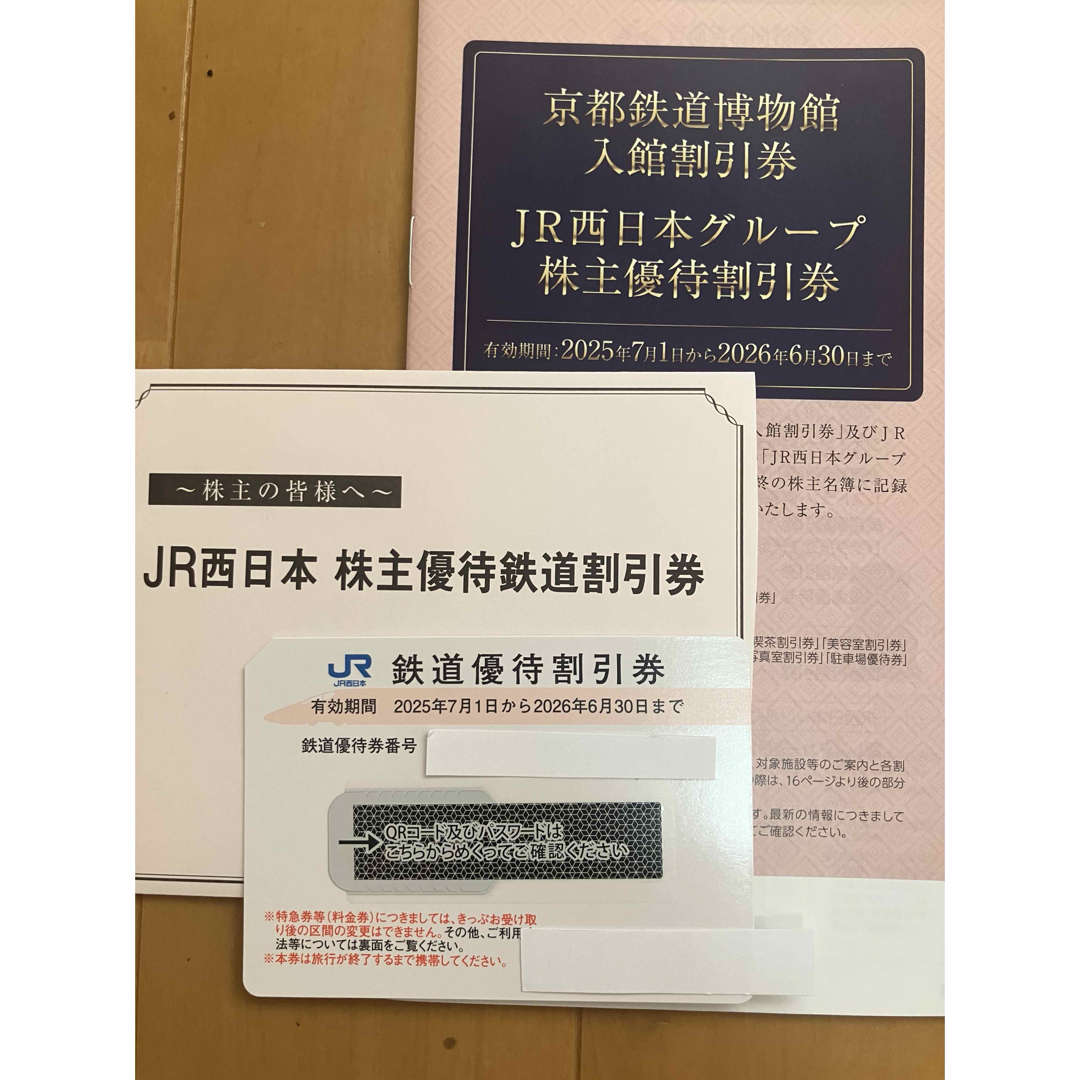 京都鉄道博物館
入館割引券
JR西日本グループ
株主優待割引券
有効期間：2025年7月1日から2026年6月30日まで
入館割引券」及びJR
「JR西日本グループ
終の株主名簿に記録
いたします。
券」
喫茶割引券」「美容室割引券」
写真室割引券」「駐車場優待券」
対象施設等のご案内と各割
際は、16ページより後の部分
す。最新の情報につきまして
てご確認ください。
～株主の皆様へ～
JR西日本 株主優待鉄道割引券
JR
JR西日本
鉄道優待割引券
有効期間 2025年7月1日から2026年6月30日まで
鉄道優待券番号
QRコード及びパスワードは
こちらからめくってご確認ください
※特急券等（料金券）につきましては、きっぷお受け取
り後の区間の変更はできません。その他、ご利用
法等については裏面をご覧ください。
※本券は旅行が終了するまで携帯してください。